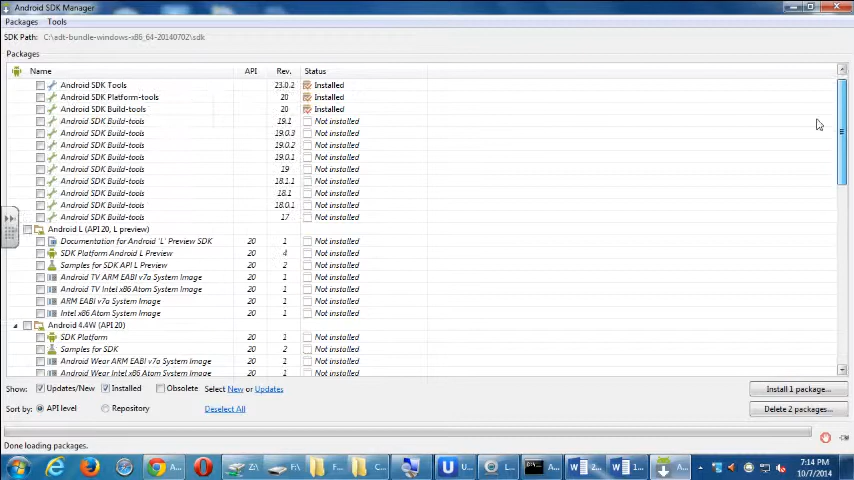 Android SDK Manager
Packages Tools
SDK Path: C:\adt-bundle-windows-x86_64-20140702\sdk
Packages
Name API Rev. Status
Android SDK Tools 23.0.2 Installed
Android SDK Platform-tools 20 Installed
Android SDK Build-tools 20 Installed
Android SDK Build-tools 19.1 Not installed
Android SDK Build-tools 19.0.3 Not installed
Android SDK Build-tools 19.0.2 Not installed
Android SDK Build-tools 19.0.1 Not installed
Android SDK Build-tools 19 Not installed
Android SDK Build-tools 18.1.1 Not installed
Android SDK Build-tools 18.1 Not installed
Android SDK Build-tools 18.0.1 Not installed
Android SDK Build-tools 17 Not installed
Android L (API 20, L preview)
Documentation for Android 'L' Preview SDK 20 1 Not installed
SDK Platform Android L Preview 20 4 Not installed
Samples for SDK API L Preview 20 2 Not installed
Android TV ARM EABI v7a System Image 20 1 Not installed
Android TV Intel x86 Atom System Image 20 1 Not installed
ARM EABI v7a System Image 20 1 Not installed
Intel x86 Atom System Image 20 1 Not installed
Android 4.4W (API 20)
SDK Platform 20 1 Not installed
Samples for SDK 20 2 Not installed
Android Wear ARM EABI v7a System Image 20 1 Not installed
Android Wear Intel x86 Atom System Image 20 1 Not installed
Show: Updates/New Installed Obsolete Select New or Updates Install 1 package...
Sort by: API level Repository Deselect All Delete 2 packages...
Done loading packages.
A... Z:\ F:\ F... C... U... L... A... 2... 1... A... 7:14 PM
10/7/2014